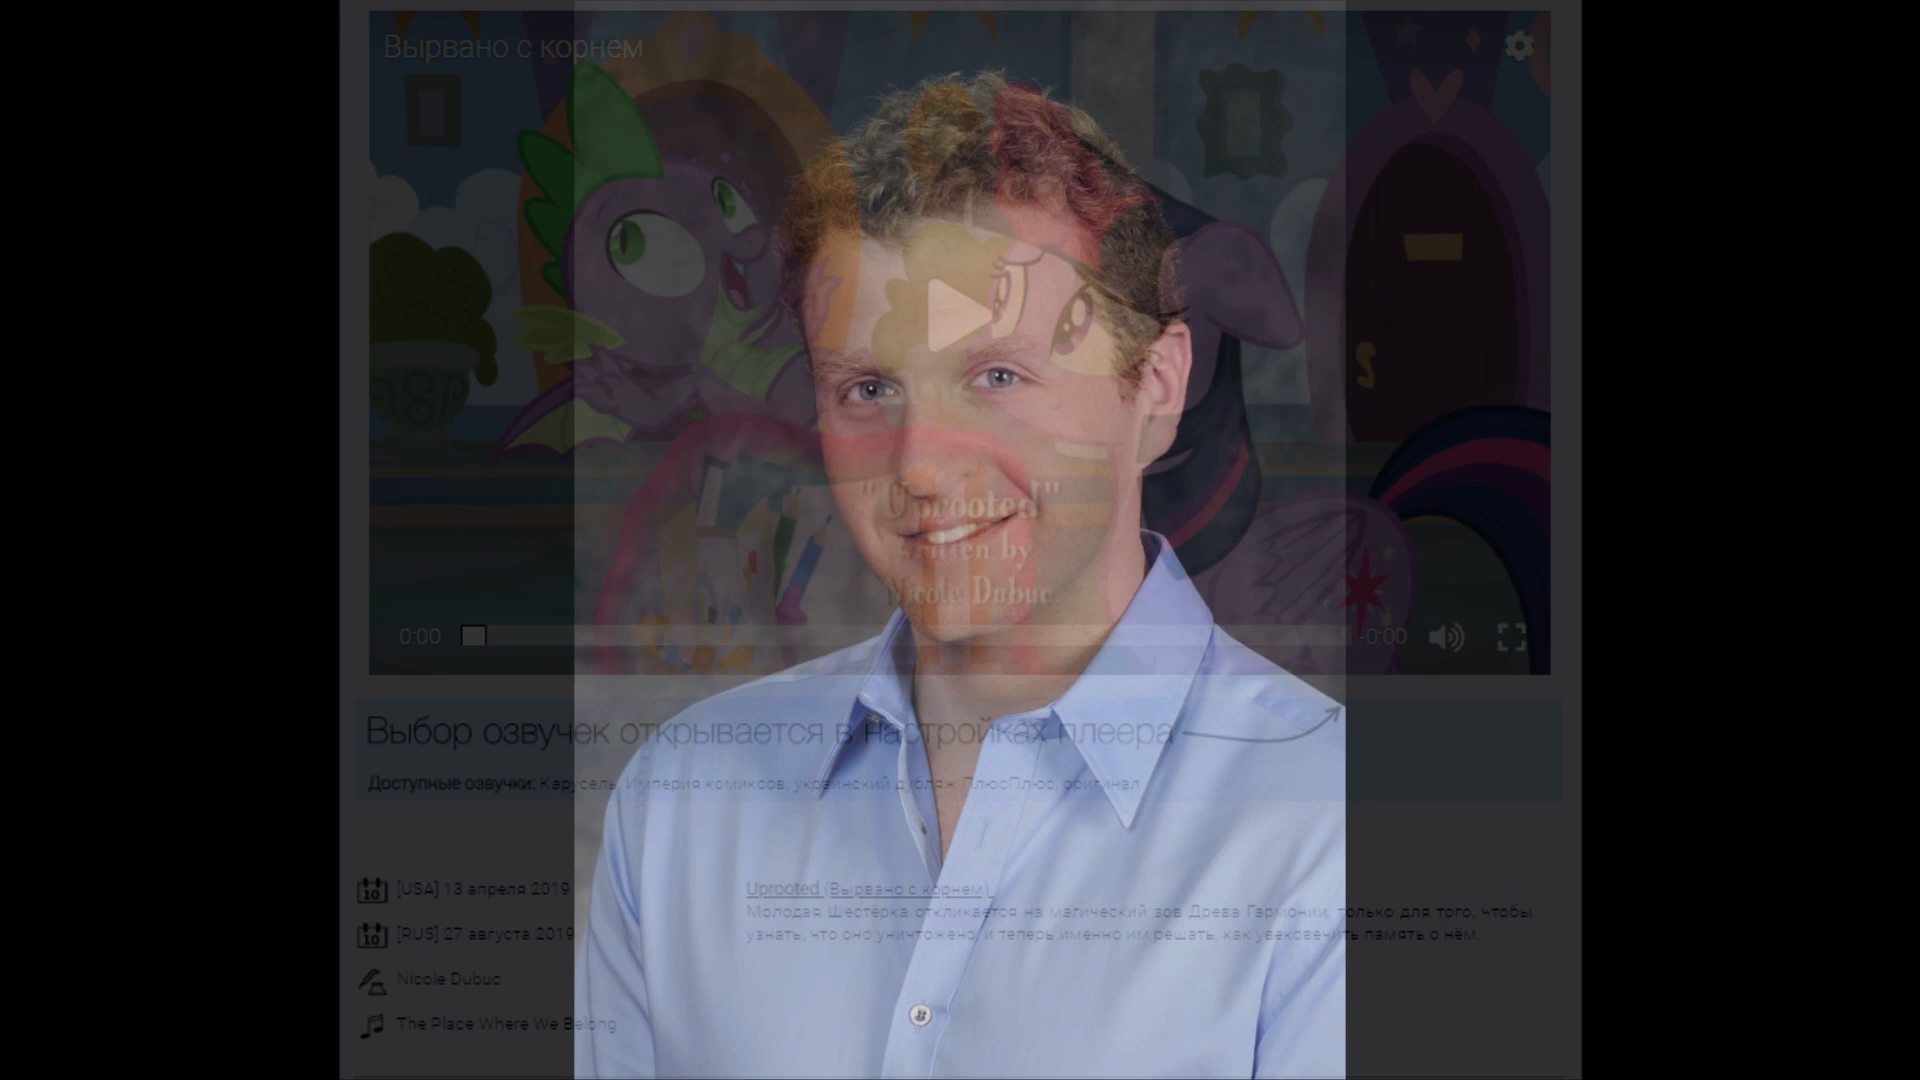 Вырвано с корнем
"Uprooted"
written by
Nicole Dubuc
0:00
-0:00
Выбор озвучек открывается в настройках плеера
Доступные озвучки: Карусель, Империя комиксов, украинский дубляж ПлюсПлюс, оригинал
[USA] 13 апреля 2019
[RUS] 27 августа 2019
Nicole Dubuc
The Place Where We Belong
Uprooted (Вырвано с корнем)
Молодая Шестёрка откликается на магический зов Древа Гармонии, только для того, чтобы
узнать, что оно уничтожено, и теперь именно им решать, как увековечить память о нём.